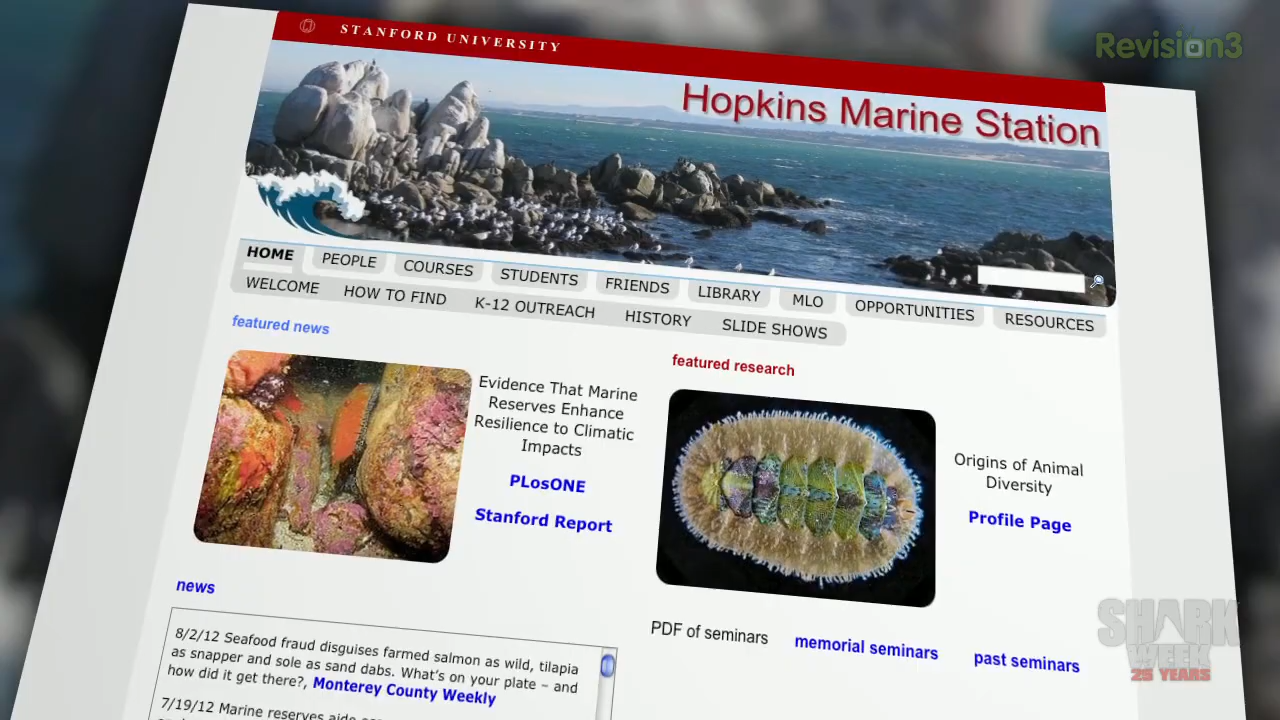 STANFORD UNIVERSITY
Revision3
Hopkins Marine Station
HOME PEOPLE COURSES STUDENTS FRIENDS LIBRARY MLO OPPORTUNITIES RESOURCES
WELCOME HOW TO FIND K-12 OUTREACH HISTORY SLIDE SHOWS
featured news
Evidence That Marine
Reserves Enhance
Resilience to Climatic
Impacts
PLosONE
Stanford Report
featured research
Origins of Animal
Diversity
Profile Page
news
8/2/12 Seafood fraud disguises farmed salmon as wild, tilapia
as snapper and sole as sand dabs. What's on your plate – and
how did it get there?, Monterey County Weekly
7/19/12 Marine reserves aide
PDF of seminars memorial seminars past seminars
SHARK
WEEK
25 YEARS